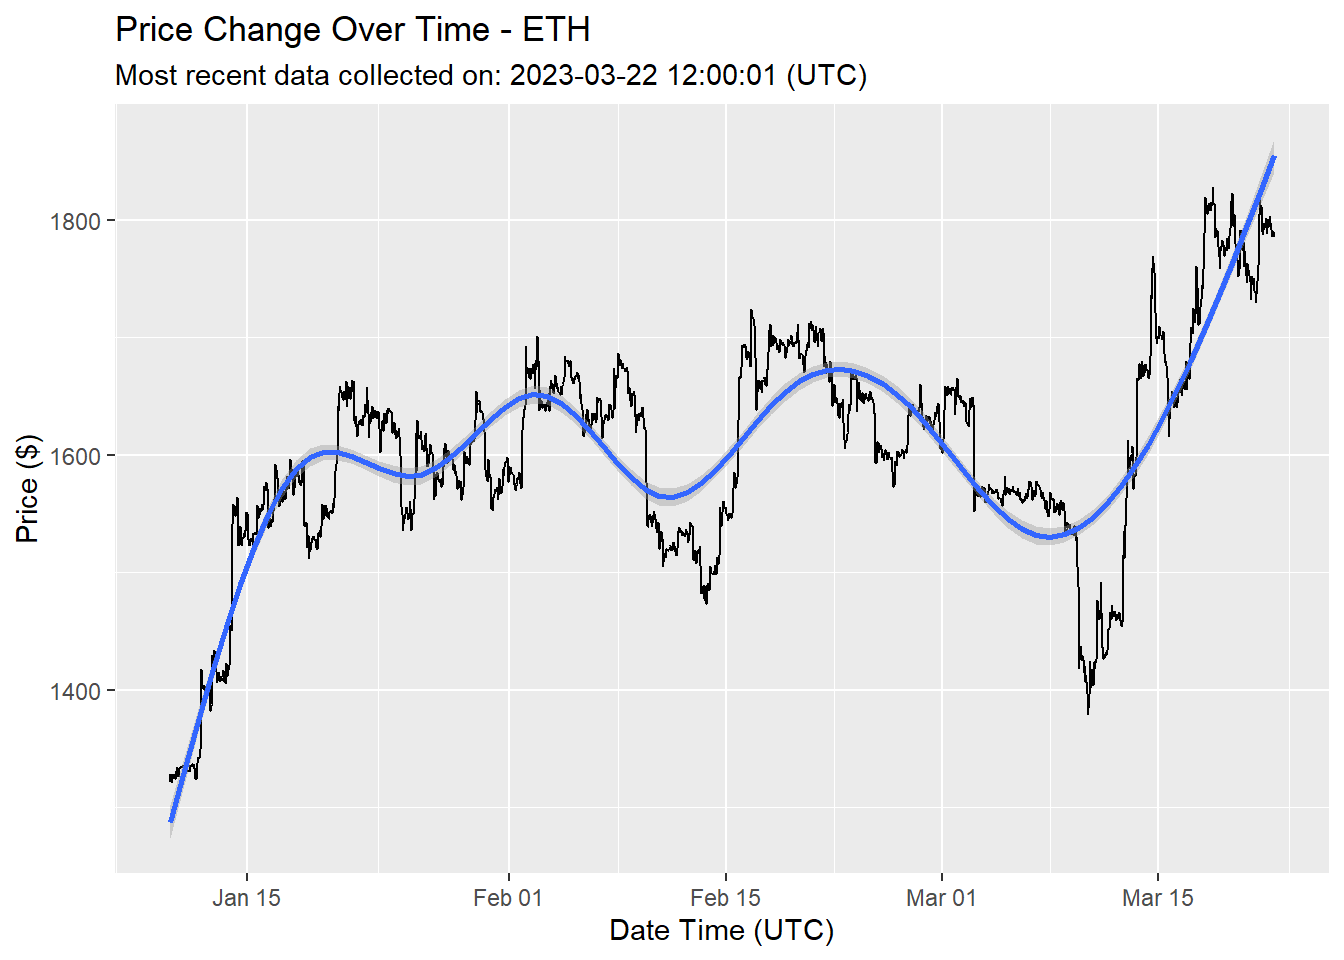 Price Change Over Time - ETH
Most recent data collected on: 2023-03-22 12:00:01 (UTC)
1800
1600
1400
Price ($)
Jan 15
Feb 01
Feb 15
Mar 01
Mar 15
Date Time (UTC)